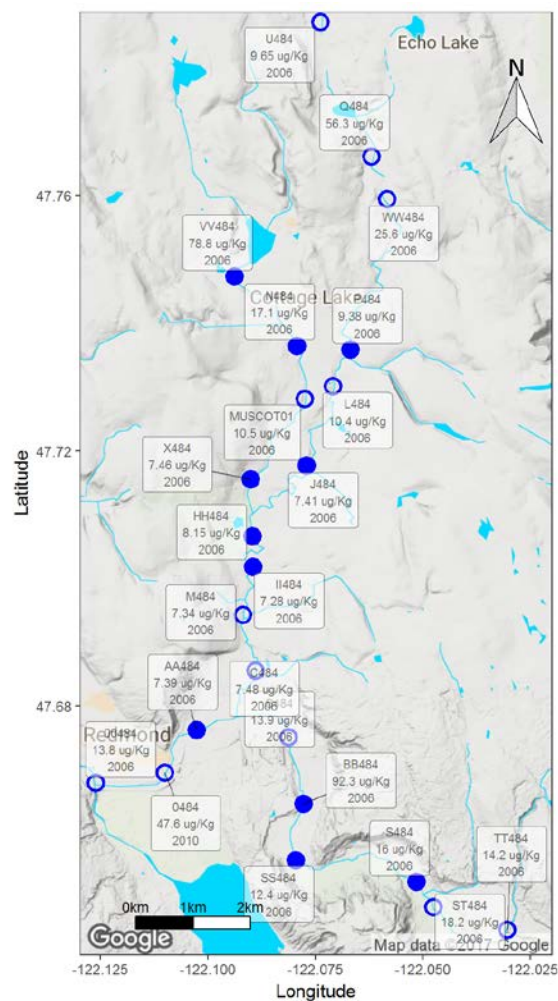 Echo Lake
U484
9.65 ug/Kg
2006
N
Q484
56.3 ug/Kg
2006
47.76
WW484
25.6 ug/Kg
2006
VV484
78.8 ug/Kg
2006
Cottage Lake
N484
17.1 ug/Kg
2006
P484
9.38 ug/Kg
2006
MUSCOT01
10.5 ug/Kg
2006
L484
10.4 ug/Kg
2006
47.72
X484
7.46 ug/Kg
2006
J484
7.41 ug/Kg
2006
HH484
8.15 ug/Kg
2006
II484
7.28 ug/Kg
2006
M484
7.34 ug/Kg
2006
Latitude
AA484
7.39 ug/Kg
2006
C484
7.48 ug/Kg
2006
484
13.9 ug/Kg
2006
47.68
Redmond
484
13.8 ug/Kg
2006
BB484
92.3 ug/Kg
2006
O484
47.6 ug/Kg
2010
S484
16 ug/Kg
2006
TT484
14.2 ug/Kg
2006
SS484
12.4 ug/Kg
2006
ST484
18.2 ug/Kg
2006
0km 1km 2km
Google
Map data ©2017 Google
-122.125 -122.100 -122.075 -122.050 -122.025
Longitude